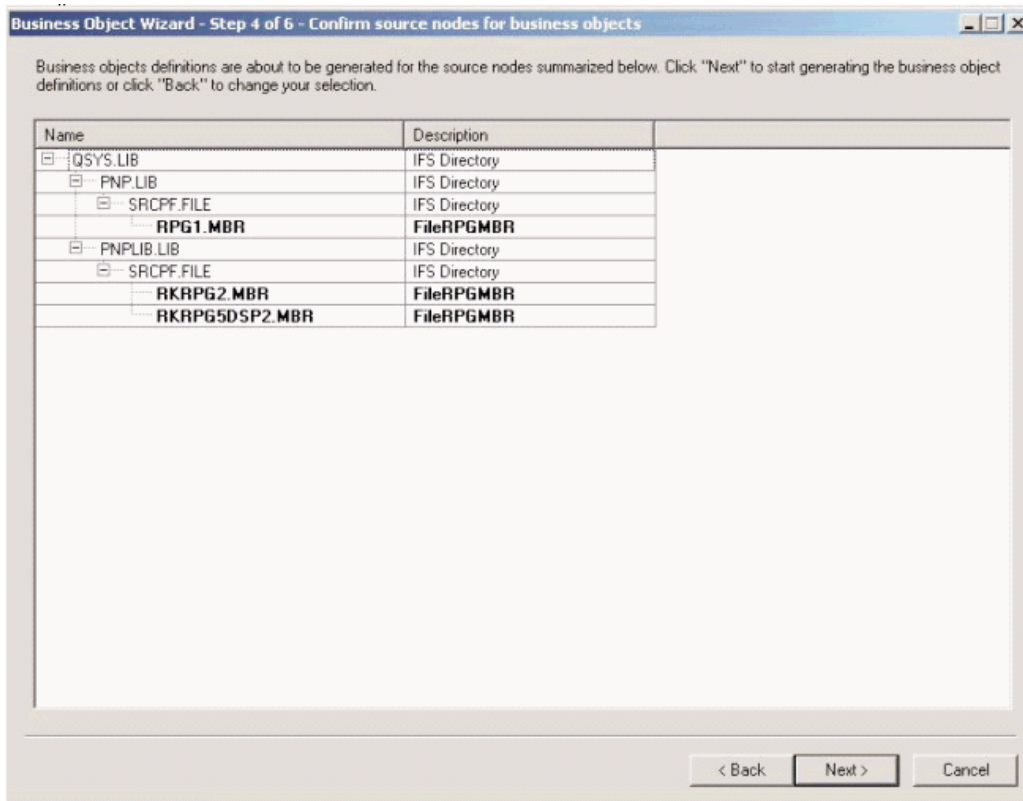 Business Object Wizard - Step 4 of 6 - Confirm source nodes for business objects
Business objects definitions are about to be generated for the source nodes summarized below. Click "Next" to start generating the business object
definitions or click "Back" to change your selection.
Name Description
QSYS.LIB IFS Directory
PNP.LIB IFS Directory
SRCPF.FILE IFS Directory
RPG1.MBR FileRPGMBR
PNPLIB.LIB IFS Directory
SRCPF.FILE IFS Directory
RKRPG2.MBR FileRPGMBR
RKRPG5DSP2.MBR FileRPGMBR
< Back Next > Cancel